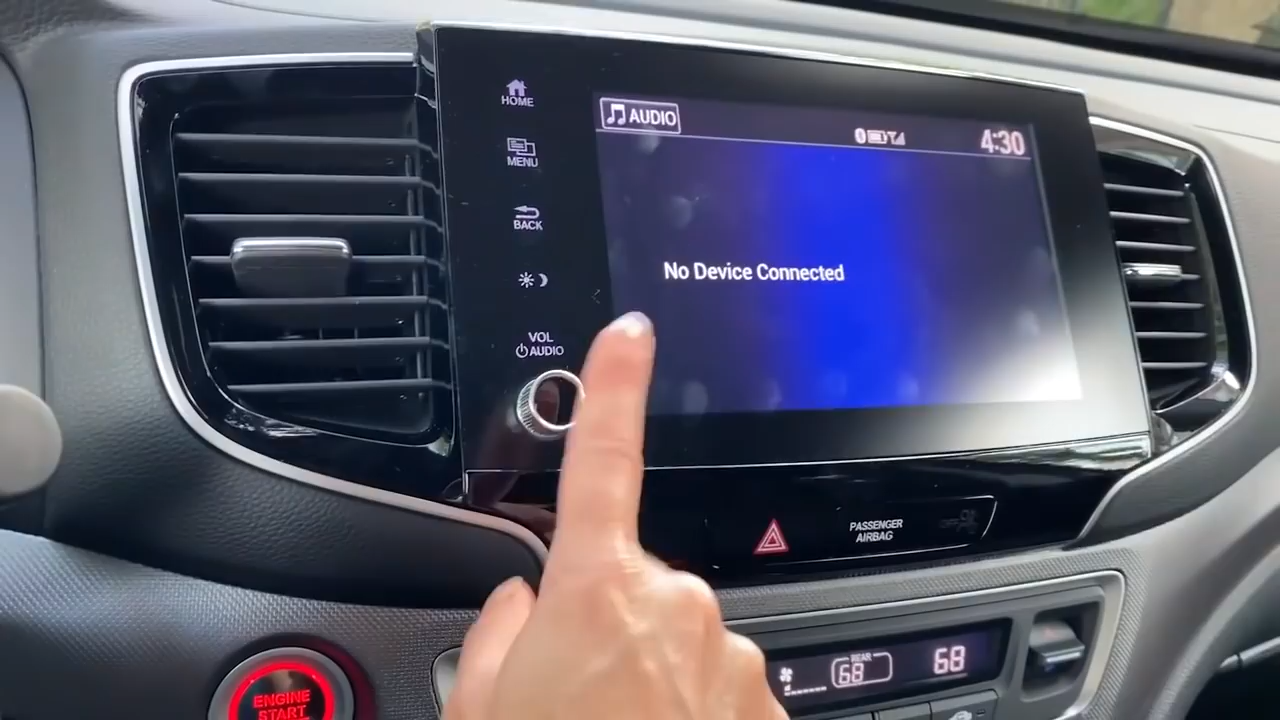 HOME
MENU
BACK
VOL
AUDIO
AUDIO
4:30
No Device Connected
PASSENGER
AIRBAG
REAR
68
68
ENGINE
START